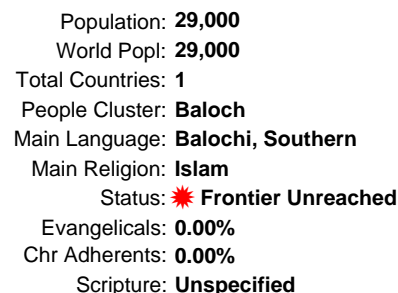 Population: 29,000
World Popl: 29,000
Total Countries: 1
People Cluster: Baloch
Main Language: Balochi, Southern
Main Religion: Islam
Status: Frontier Unreached
Evangelicals: 0.00%
Chr Adherents: 0.00%
Scripture: Unspecified